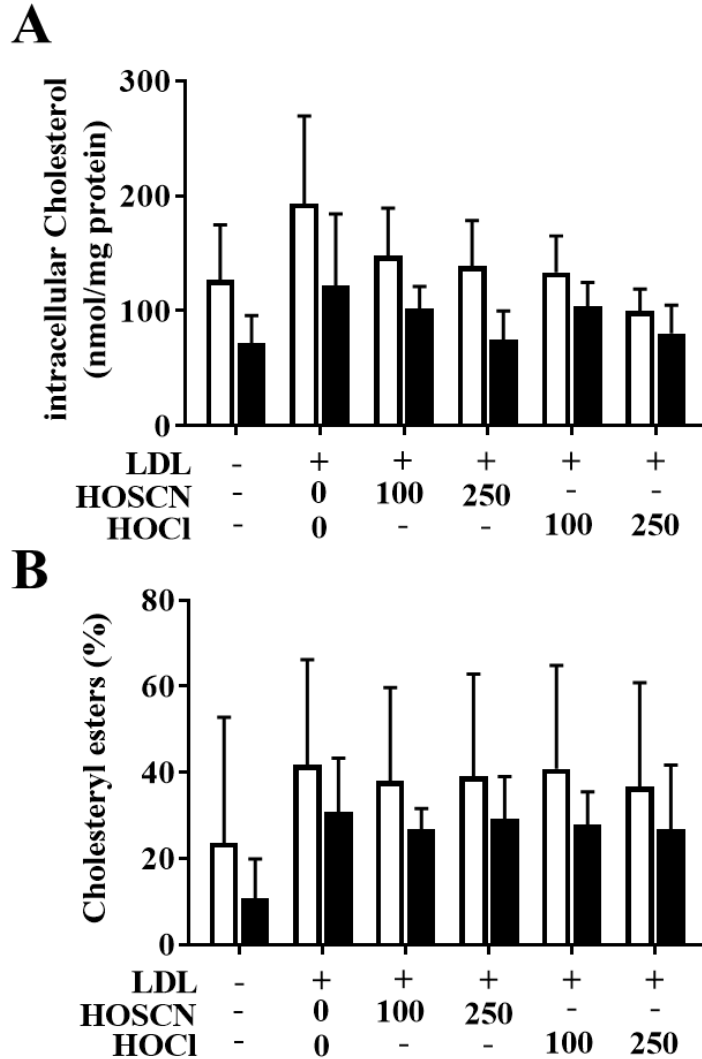 A
intracellular Cholesterol
(nmol/mg protein)
300
200
100
0
LDL - + + + + +
HOSCN - 0 100 250 - -
HOCl - 0 - - 100 250
B
Cholesteryl esters (%)
80
60
40
20
0
LDL - + + + + +
HOSCN - 0 100 250 - -
HOCl - 0 - - 100 250